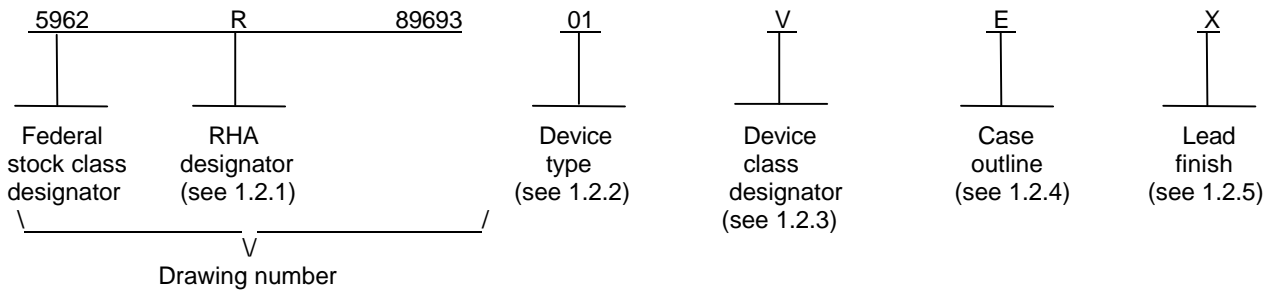 5962 R 89693 01 V E X
Federal stock class designator
RHA designator (see 1.2.1)
Device type (see 1.2.2)
Device class designator (see 1.2.3)
Case outline (see 1.2.4)
Lead finish (see 1.2.5)
Drawing number